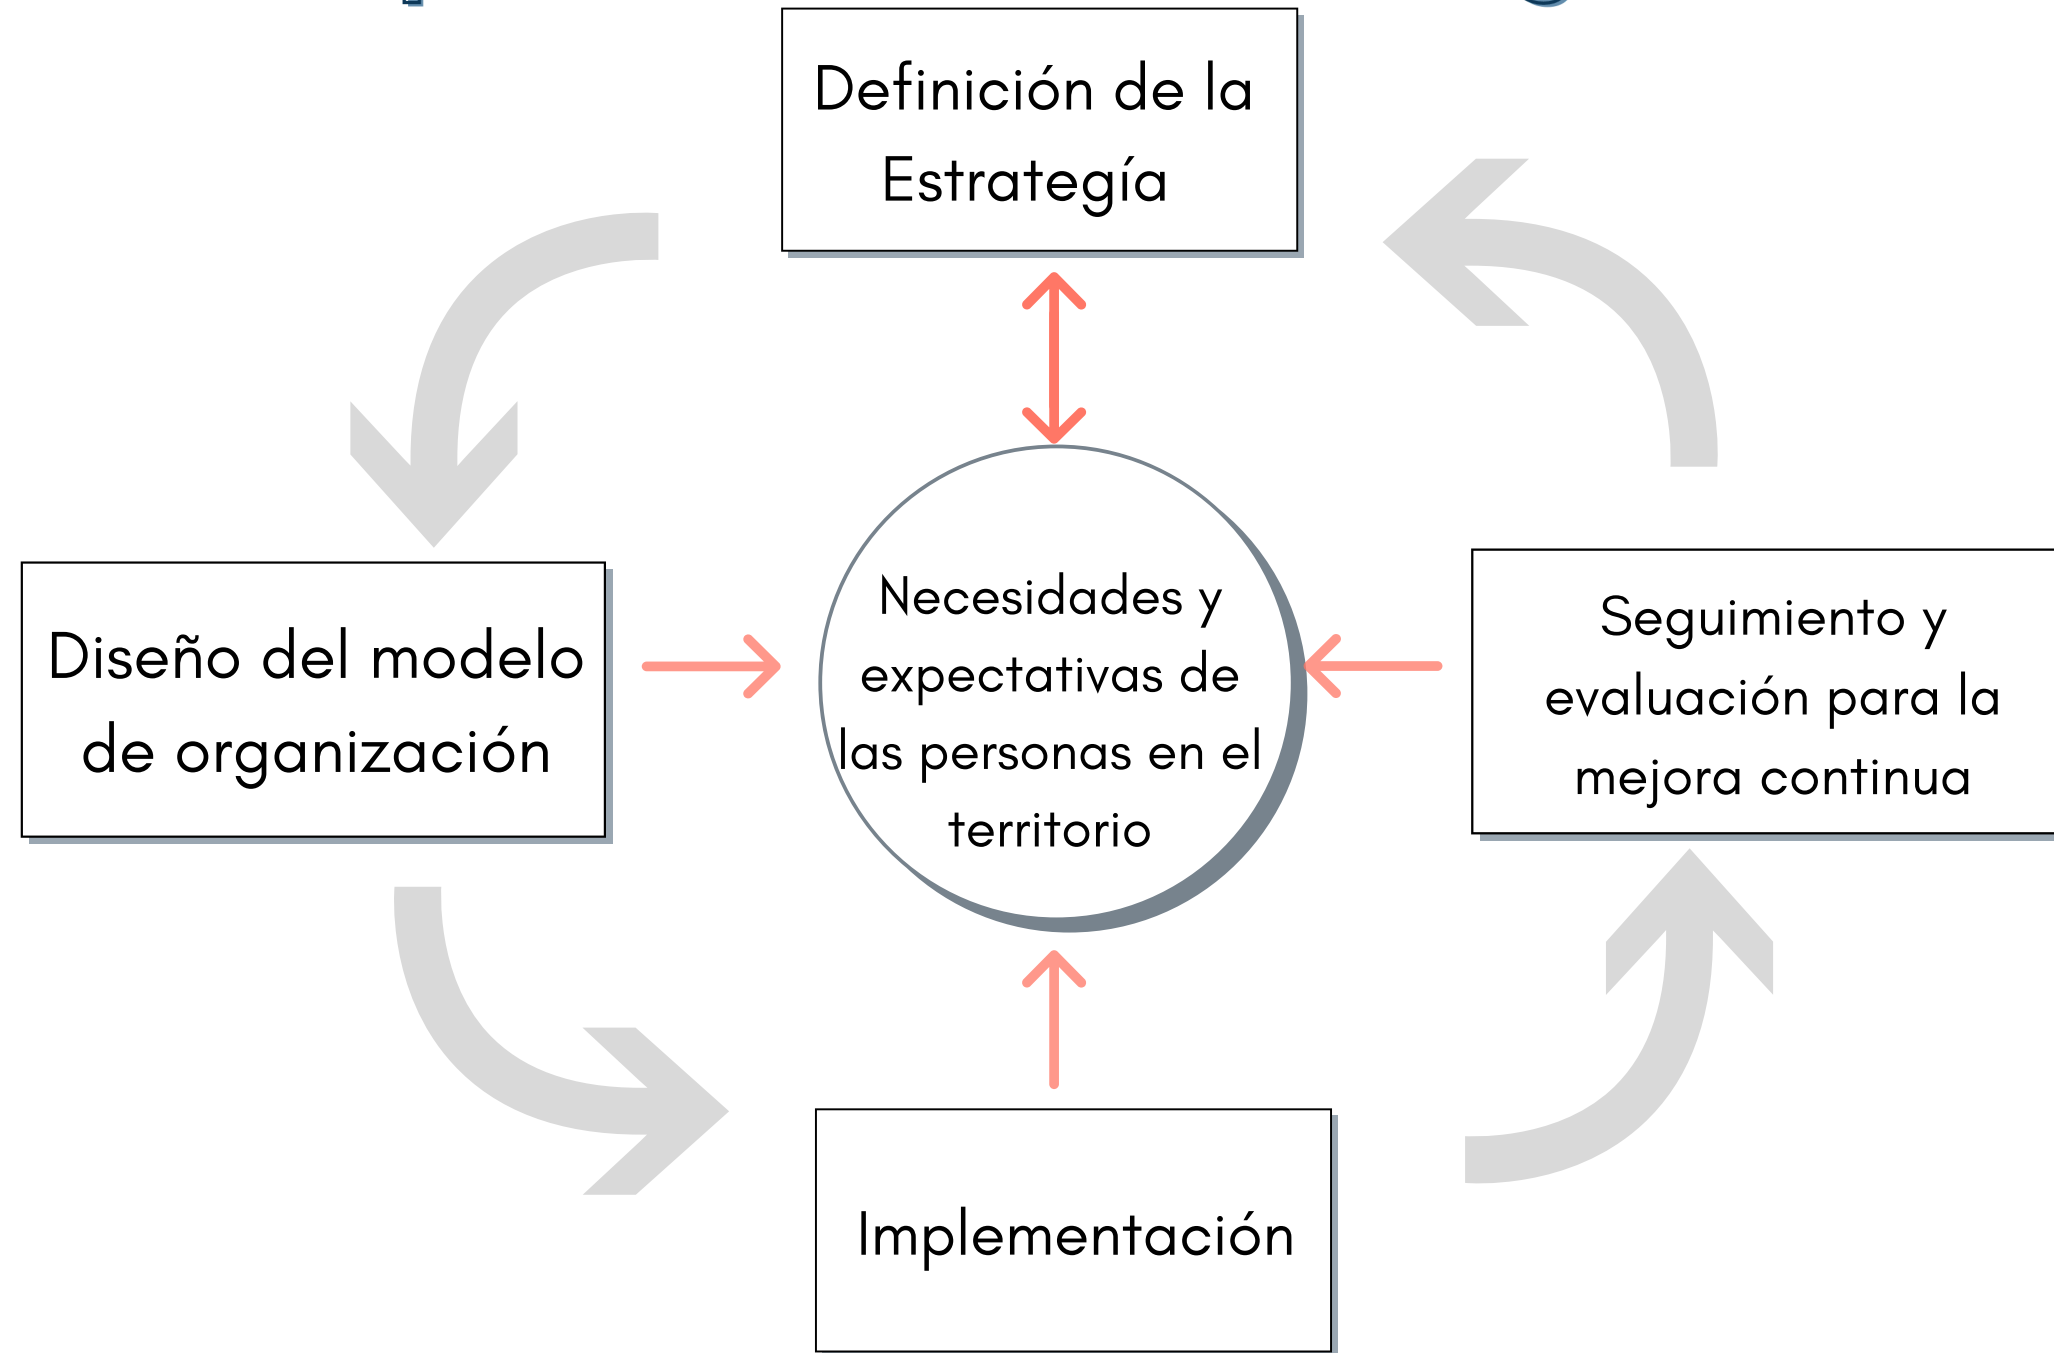 Definición de la
Estrategía
Diseño del modelo
de organización
Necesidades y
expectativas de
las personas en el
territorio
Seguimiento y
evaluación para la
mejora continua
Implementación